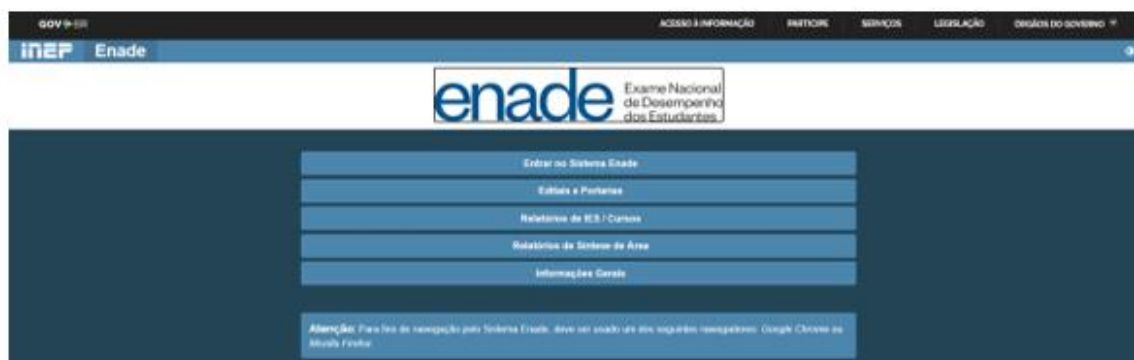 GOV BR
ACESSO À INFORMAÇÃO PARTICIPE SERVIÇOS LEGISLAÇÃO ÓRGÃOS DO GOVERNO
inep Enade
enade Exame Nacional
de Desempenho
dos Estudantes
Entrar no Sistema Enade
Editais e Portarias
Relatórios de IES / Cursos
Relatórios de Síntese de Área
Informações Gerais
Atenção: Para fins de navegação pelo Sistema Enade, deve ser usado um dos seguintes navegadores: Google Chrome ou
Mozilla Firefox